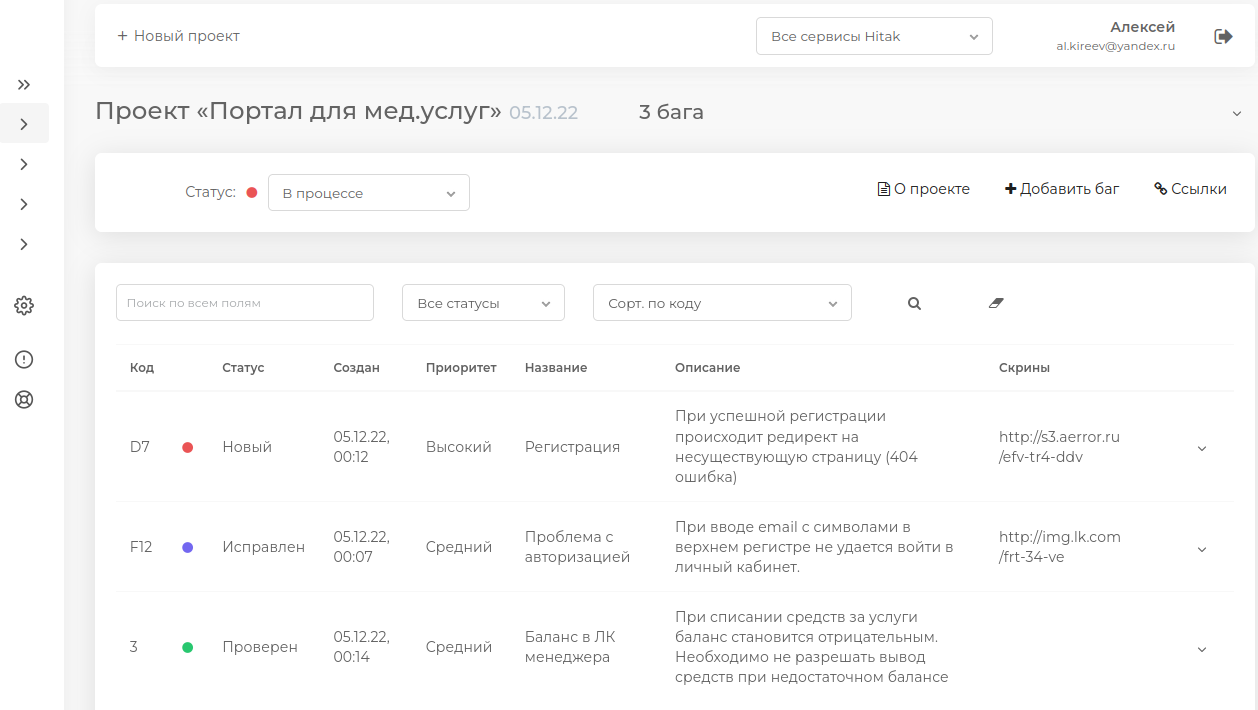 + Новый проект
Все сервисы Hitak
Алексей
al.kireev@yandex.ru
Проект «Портал для мед.услуг» 05.12.22
3 бага
Статус:
В процессе
О проекте
Добавить баг
Ссылки
Поиск по всем полям
Все статусы
Сорт. по коду
Код
Статус
Создан
Приоритет
Название
Описание
Скрины
D7
Новый
05.12.22,
00:12
Высокий
Регистрация
При успешной регистрации
происходит редирект на
несуществующую страницу (404
ошибка)
http://s3.aerror.ru
/efv-tr4-ddv
F12
Исправлен
05.12.22,
00:07
Средний
Проблема с
авторизацией
При вводе email с символами в
верхнем регистре не удается войти в
личный кабинет.
http://img.lk.com
/frt-34-ve
3
Проверен
05.12.22,
00:14
Средний
Баланс в ЛК
менеджера
При списании средств за услуги
баланс становится отрицательным.
Необходимо не разрешать вывод
средств при недостаточном балансе